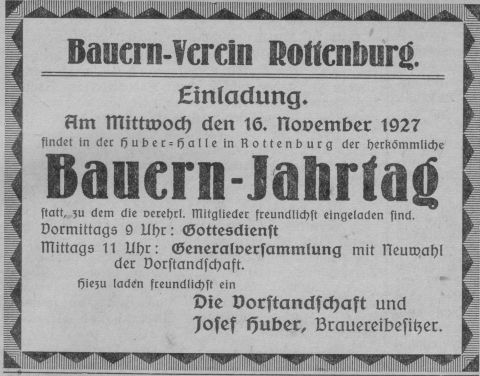 Bauern-Verein Rottenburg.
Einladung.
Am Mittwoch den 16. November 1927
findet in der Huber-Halle in Rottenburg der herkömmliche
Bauern-Jahrtag
statt, zu dem die verehrl. Mitglieder freundlichst eingeladen sind.
Vormittags 9 Uhr: Gottesdienst
Mittags 11 Uhr: Generalversammlung mit Neuwahl
der Vorstandschaft.
Hiezu laden freundlichst ein
Die Vorstandschaft und
Josef Huber, Brauereibesitzer.